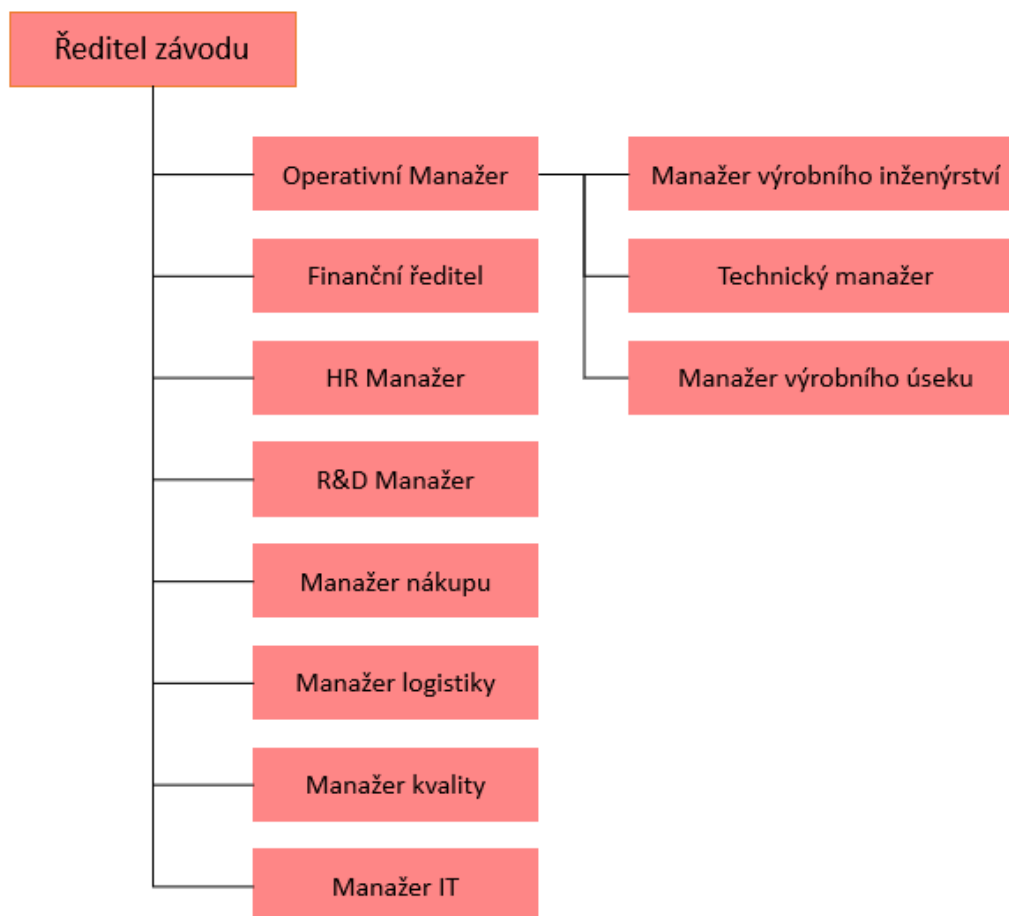 Ředitel závodu
Operativní Manažer
Manažer výrobního inženýrství
Finanční ředitel
Technický manažer
HR Manažer
Manažer výrobního úseku
R&D Manažer
Manažer nákupu
Manažer logistiky
Manažer kvality
Manažer IT